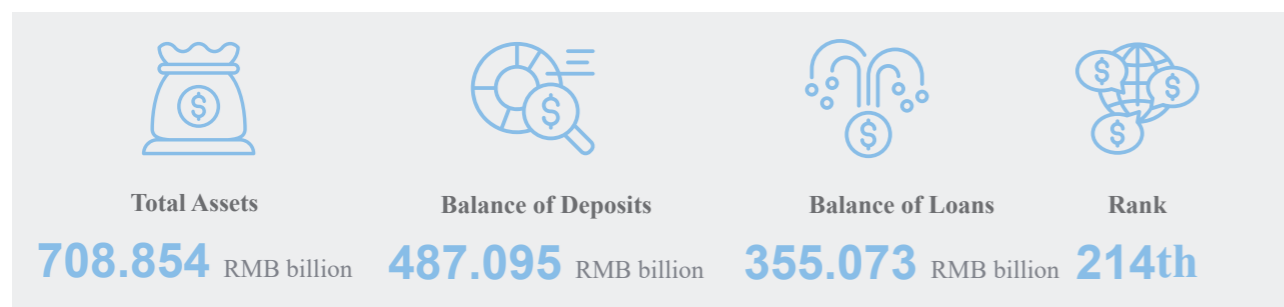 $ $ $ $ $ $
Total Assets Balance of Deposits Balance of Loans Rank
708.854 RMB billion 487.095 RMB billion 355.073 RMB billion 214th